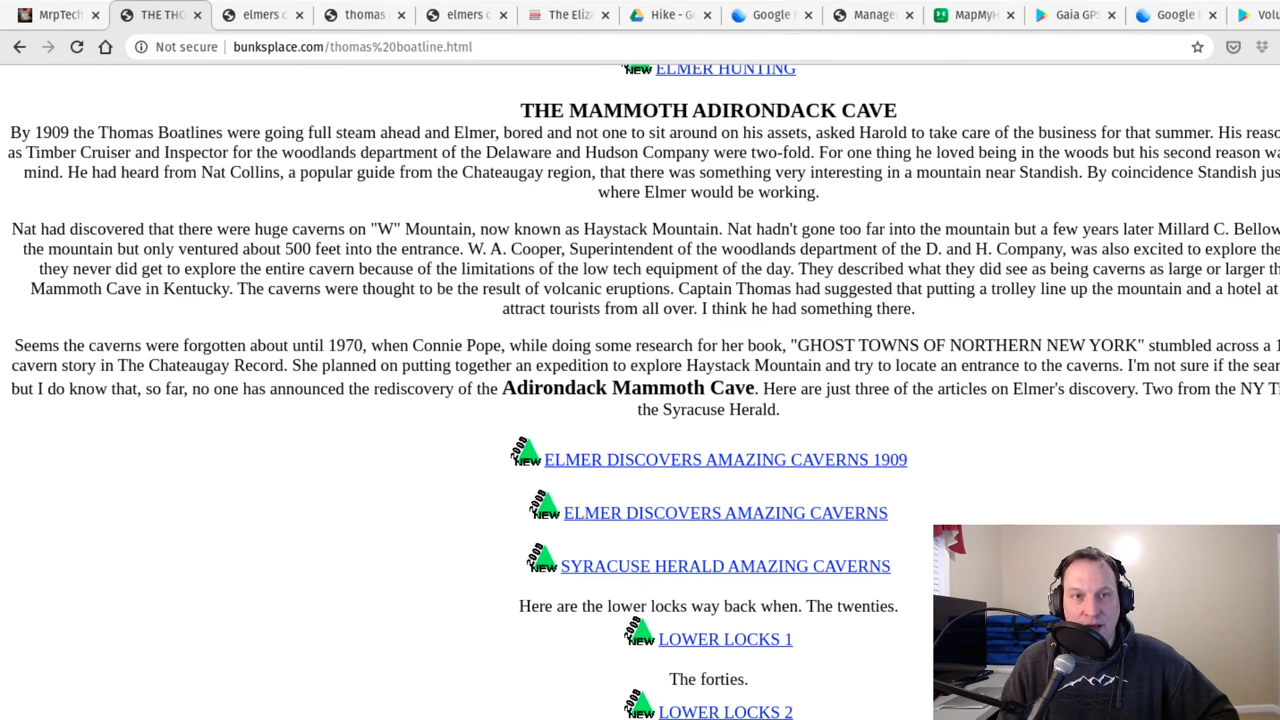 MrpTech
THE THO
elmers c
thomas
elmers c
The Eliz
Hike - Go
Google
Manage
MapMyH
Gaia GPS
Google
Volu
Not secure
bunksplace.com/thomas%20boatline.html
NEW ELMER HUNTING
THE MAMMOTH ADIRONDACK CAVE
By 1909 the Thomas Boatlines were going full steam ahead and Elmer, bored and not one to sit around on his assets, asked Harold to take care of the business for that summer. His reaso
as Timber Cruiser and Inspector for the woodlands department of the Delaware and Hudson Company were two-fold. For one thing he loved being in the woods but his second reason wa
mind. He had heard from Nat Collins, a popular guide from the Chateaugay region, that there was something very interesting in a mountain near Standish. By coincidence Standish jus
where Elmer would be working.
Nat had discovered that there were huge caverns on "W" Mountain, now known as Haystack Mountain. Nat hadn't gone too far into the mountain but a few years later Millard C. Bellow
the mountain but only ventured about 500 feet into the entrance. W. A. Cooper, Superintendent of the woodlands department of the D. and H. Company, was also excited to explore the
they never did get to explore the entire cavern because of the limitations of the low tech equipment of the day. They described what they did see as being caverns as large or larger th
Mammoth Cave in Kentucky. The caverns were thought to be the result of volcanic eruptions. Captain Thomas had suggested that putting a trolley line up the mountain and a hotel at
attract tourists from all over. I think he had something there.
Seems the caverns were forgotten about until 1970, when Connie Pope, while doing some research for her book, "GHOST TOWNS OF NORTHERN NEW YORK" stumbled across a 1
cavern story in The Chateaugay Record. She planned on putting together an expedition to explore Haystack Mountain and try to locate an entrance to the caverns. I'm not sure if the sear
but I do know that, so far, no one has announced the rediscovery of the Adirondack Mammoth Cave. Here are just three of the articles on Elmer's discovery. Two from the NY Ti
the Syracuse Herald.
2008 NEW ELMER DISCOVERS AMAZING CAVERNS 1909
2008 NEW ELMER DISCOVERS AMAZING CAVERNS
2008 NEW SYRACUSE HERALD AMAZING CAVERNS
Here are the lower locks way back when. The twenties.
2008 NEW LOWER LOCKS 1
The forties.
2008 NEW LOWER LOCKS 2